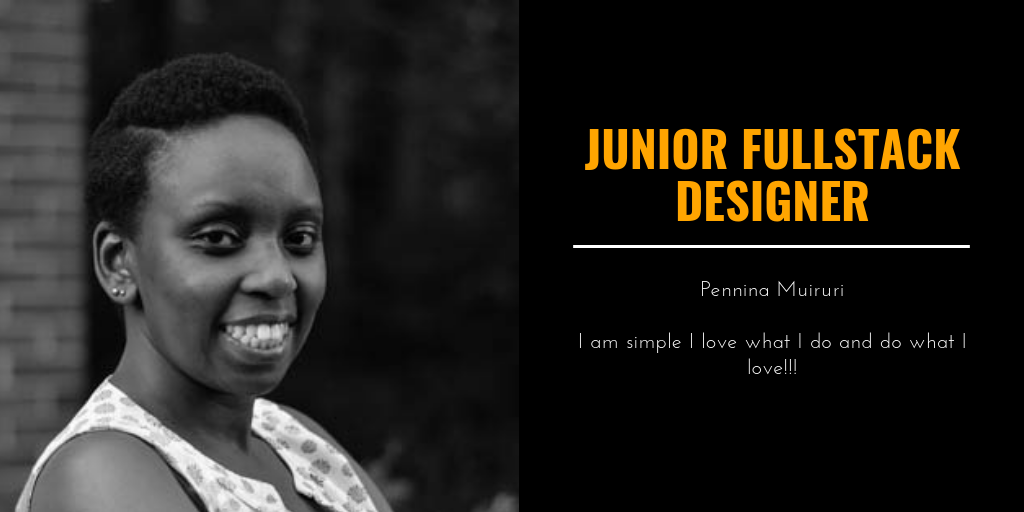 JUNIOR FULLSTACK
DESIGNER
Pennina Muiruri
I am simple I love what I do and do what I
love!!!